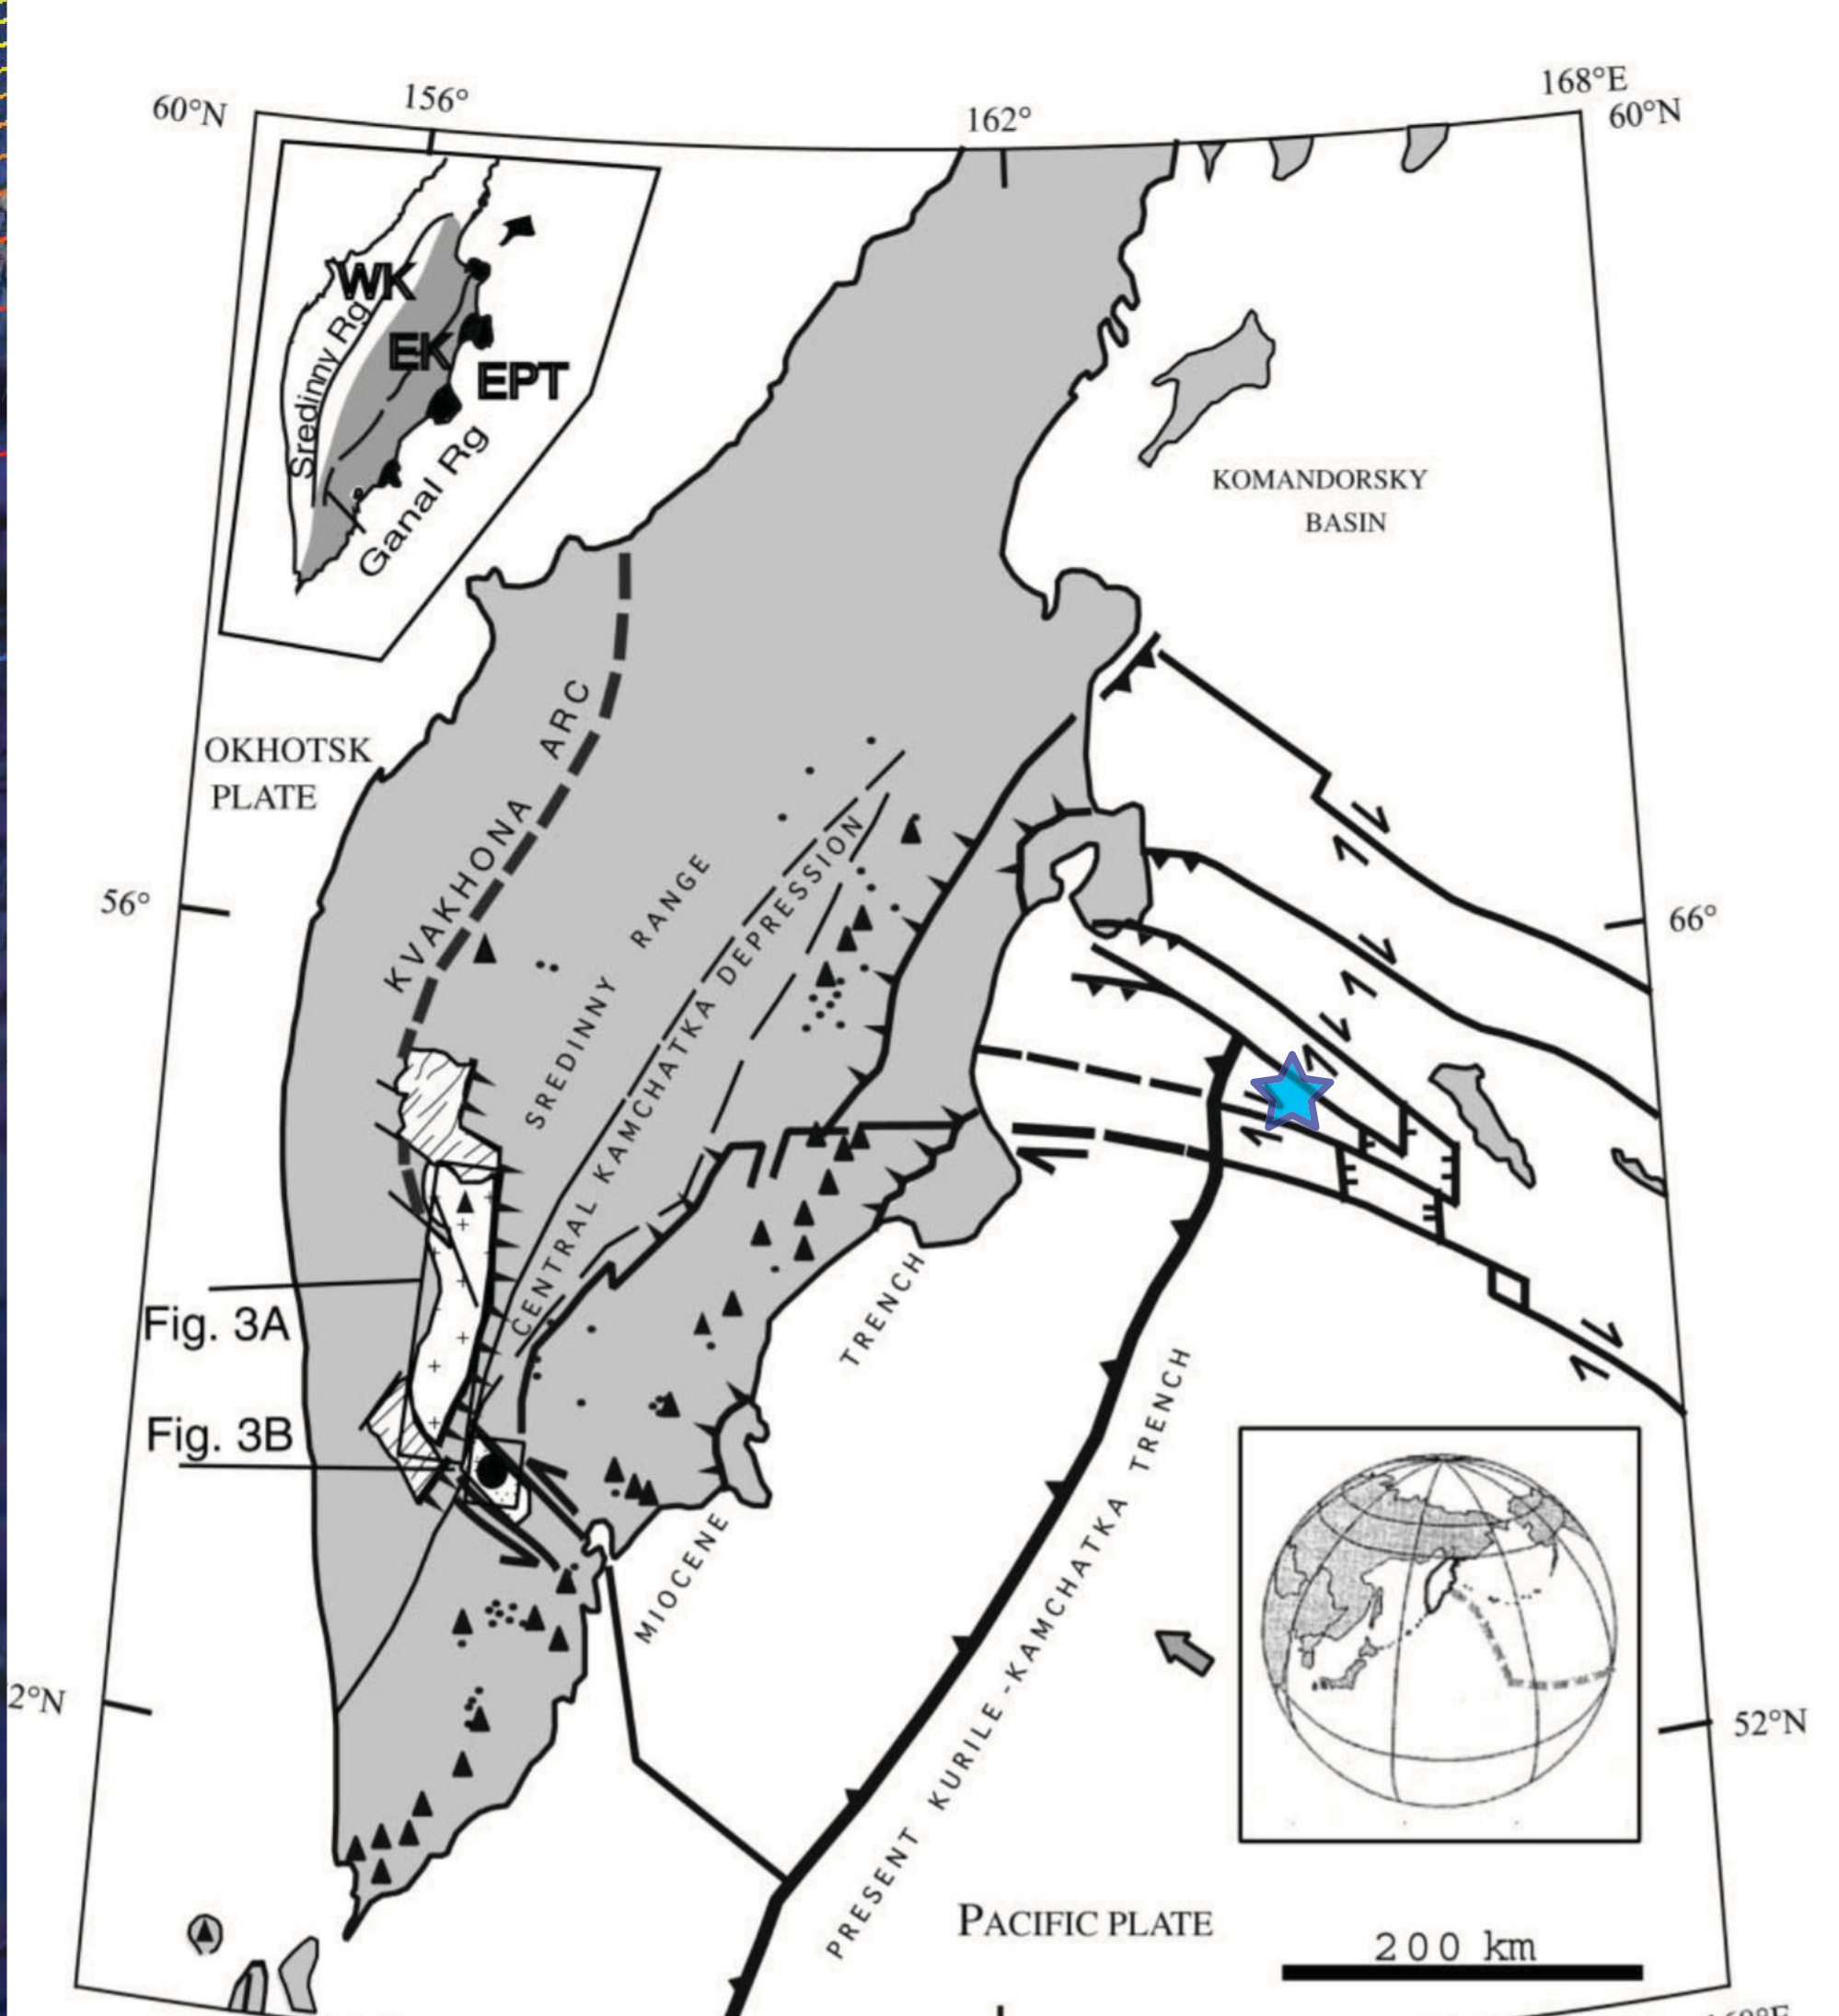 60°N
156°
162°
168°E
60°N
WK
Sredinny Rg
EK
EPT
Ganal Rg
KOMANDORSKY
BASIN
OKHOTSK
PLATE
KVAKHONA ARC
SREDINNY RANGE
CENTRAL KAMCHATKA DEPRESSION
56°
66°
Fig. 3A
Fig. 3B
MIOCENE TRENCH
PRESENT KURILE-KAMCHATKA TRENCH
2°N
52°N
PACIFIC PLATE
200 km